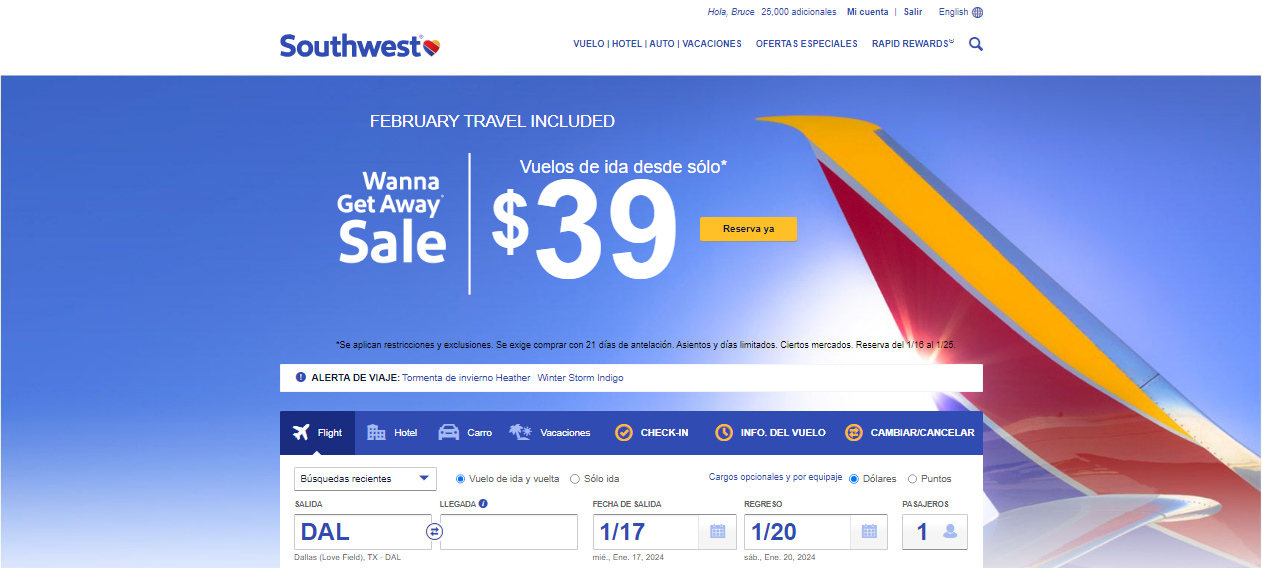 Hola, Bruce 25,000 adicionales Mi cuenta | Salir English
Southwest®
VUELO | HOTEL | AUTO | VACACIONES OFERTAS ESPECIALES RAPID REWARDS
FEBRUARY TRAVEL INCLUDED
Wanna
Get Away®
Sale
Vuelos de ida desde sólo*
$39
Reserva ya
*Se aplican restricciones y exclusiones. Se exige comprar con 21 días de antelación. Asientos y días limitados. Ciertos mercados. Reserva del 1/16 al 1/25.
ALERTA DE VIAJE: Tormenta de invierno Heather Winter Storm Indigo
Flight Hotel Carro Vacaciones CHECK-IN INFO. DEL VUELO CAMBIAR/CANCELAR
Búsquedas recientes Vuelo de ida y vuelta Sólo ida Cargos opcionales y por equipaje Dólares Puntos
SALIDA LLEGADA FECHA DE SALIDA REGRESO PASAJEROS
DAL 1/17 1/20 1
Dallas (Love Field), TX - DAL mié., Ene. 17, 2024 sáb., Ene. 20, 2024